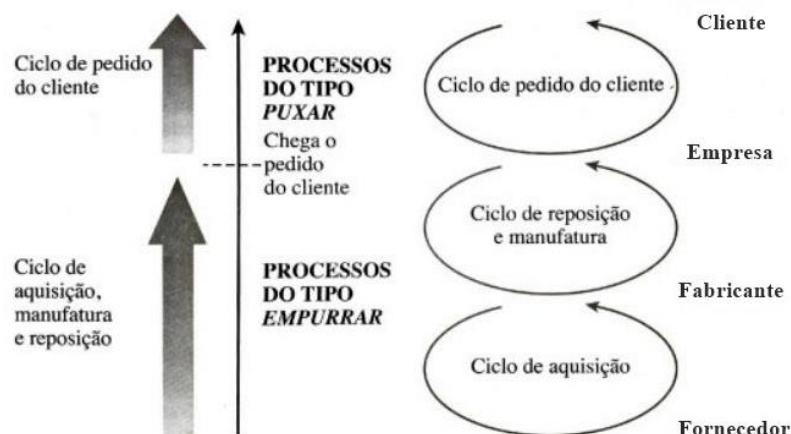 Ciclo de pedido
do cliente
PROCESSOS
DO TIPO
PUXAR
Chega o
pedido
do cliente
Ciclo de
aquisição,
manufatura
e reposição
PROCESSOS
DO TIPO
EMPURRAR
Cliente
Ciclo de pedido do cliente
Empresa
Ciclo de reposição
e manufatura
Fabricante
Ciclo de aquisição
Fornecedor